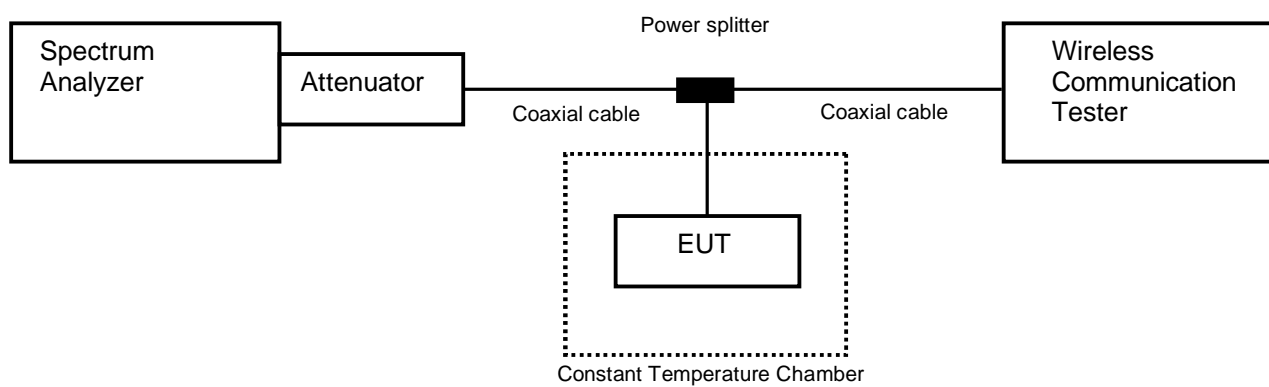 Power splitter
Spectrum
Analyzer
Attenuator
Wireless
Communication
Tester
Coaxial cable
Coaxial cable
EUT
Constant Temperature Chamber